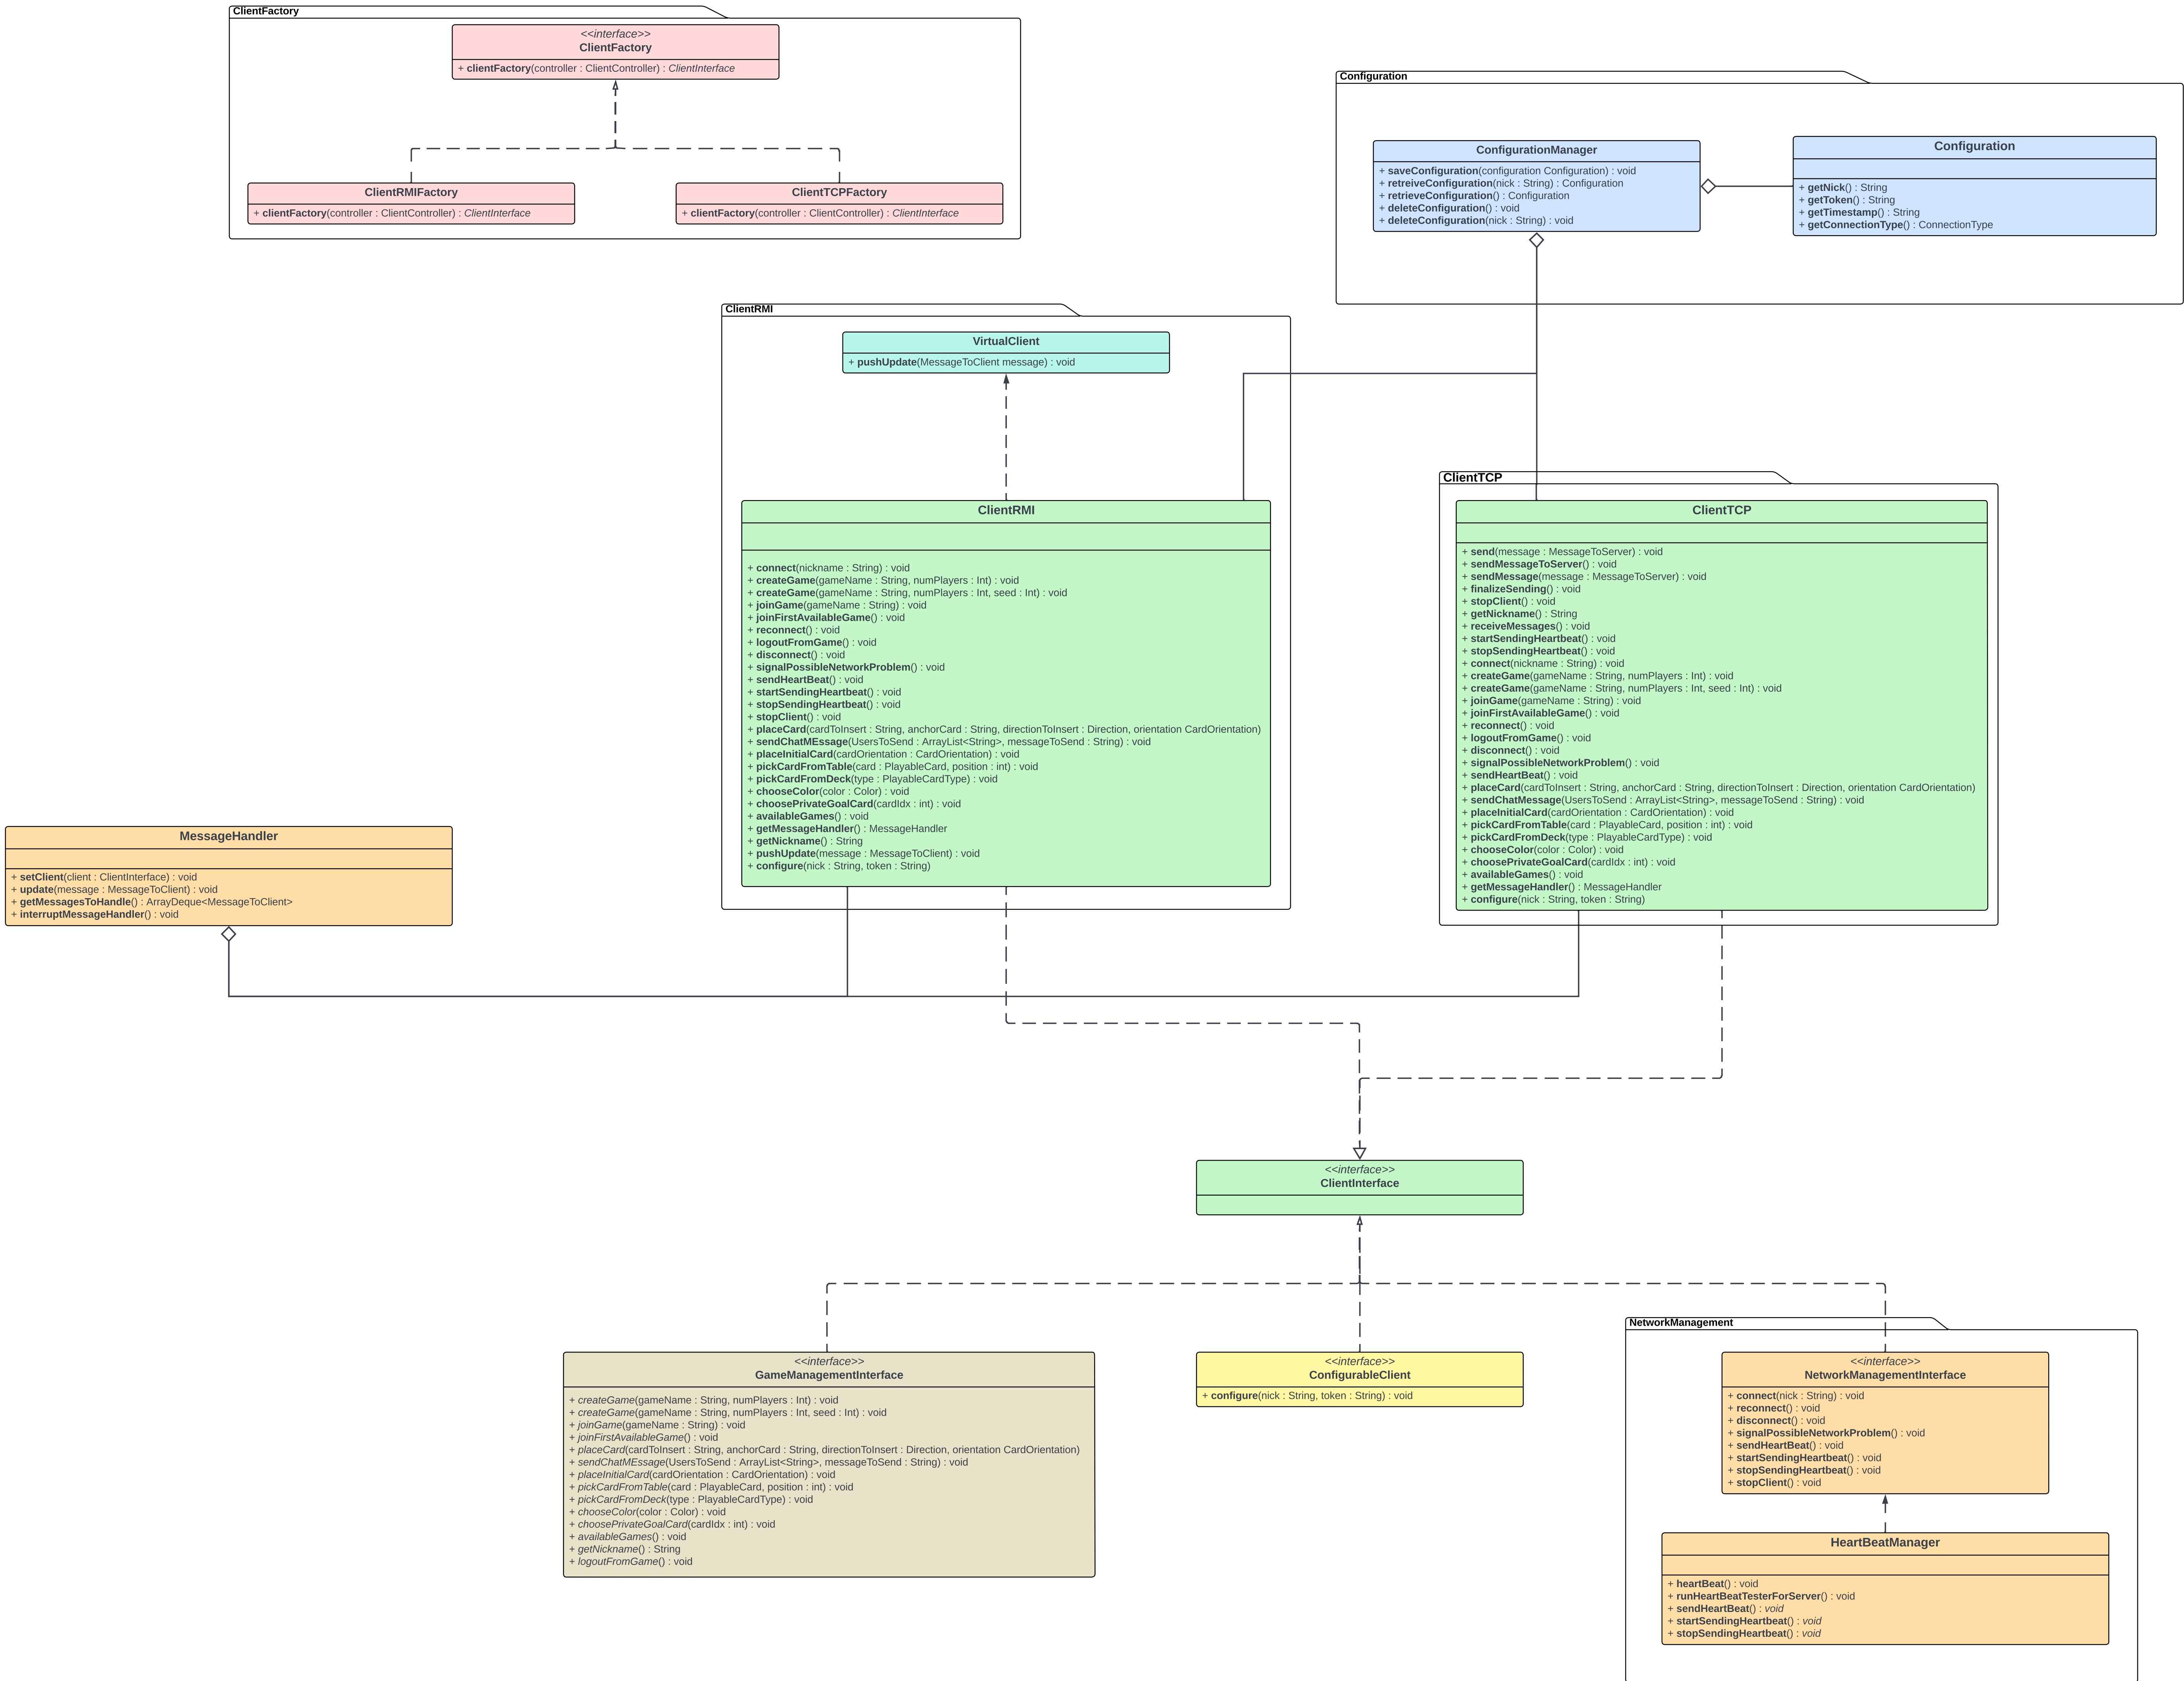 ClientFactory
<<interface>>
ClientFactory
+ clientFactory(controller : ClientController) : ClientInterface
ClientRMIFactory
+ clientFactory(controller : ClientController) : ClientInterface
ClientTCPFactory
+ clientFactory(controller : ClientController) : ClientInterface
Configuration
ConfigurationManager
+ saveConfiguration(configuration Configuration) : void
+ retreiveConfiguration(nick : String) : Configuration
+ retrieveConfiguration() : Configuration
+ deleteConfiguration() : void
+ deleteConfiguration(nick : String) : void
Configuration
+ getNick() : String
+ getToken() : String
+ getTimestamp() : String
+ getConnectionType() : ConnectionType
ClientRMI
VirtualClient
+ pushUpdate(MessageToClient message) : void
ClientRMI
+ connect(nickname : String) : void
+ createGame(gameName : String, numPlayers : Int) : void
+ createGame(gameName : String, numPlayers : Int, seed : Int) : void
+ joinGame(gameName : String) : void
+ joinFirstAvailableGame() : void
+ reconnect() : void
+ logoutFromGame() : void
+ disconnect() : void
+ signalPossibleNetworkProblem() : void
+ sendHeartBeat() : void
+ startSendingHeartbeat() : void
+ stopSendingHeartbeat() : void
+ stopClient() : void
+ placeCard(cardToInsert : String, anchorCard : String, directionToInsert : Direction, orientation CardOrientation)
+ sendChatMEssage(UsersToSend : ArrayList<String>, messageToSend : String) : void
+ placeInitialCard(cardOrientation : CardOrientation) : void
+ pickCardFromTable(card : PlayableCard, position : int) : void
+ pickCardFromDeck(type : PlayableCardType) : void
+ chooseColor(color : Color) : void
+ choosePrivateGoalCard(cardIdx : int) : void
+ availableGames() : void
+ getMessageHandler() : MessageHandler
+ getNickname() : String
+ pushUpdate(message : MessageToClient) : void
+ configure(nick : String, token : String)
ClientTCP
ClientTCP
+ send(message : MessageToServer) : void
+ sendMessageToServer() : void
+ sendMessage(message : MessageToServer) : void
+ finalizeSending() : void
+ stopClient() : void
+ getNickname() : String
+ receiveMessages() : void
+ startSendingHeartbeat() : void
+ stopSendingHeartbeat() : void
+ connect(nickname : String) : void
+ createGame(gameName : String, numPlayers : Int) : void
+ createGame(gameName : String, numPlayers : Int, seed : Int) : void
+ joinGame(gameName : String) : void
+ joinFirstAvailableGame() : void
+ reconnect() : void
+ logoutFromGame() : void
+ disconnect() : void
+ signalPossibleNetworkProblem() : void
+ sendHeartBeat() : void
+ placeCard(cardToInsert : String, anchorCard : String, directionToInsert : Direction, orientation CardOrientation)
+ sendChatMessage(UsersToSend : ArrayList<String>, messageToSend : String) : void
+ placeInitialCard(cardOrientation : CardOrientation) : void
+ pickCardFromTable(card : PlayableCard, position : int) : void
+ pickCardFromDeck(type : PlayableCardType) : void
+ chooseColor(color : Color) : void
+ choosePrivateGoalCard(cardIdx : int) : void
+ availableGames() : void
+ getMessageHandler() : MessageHandler
+ configure(nick : String, token : String)
MessageHandler
+ setClient(client : ClientInterface) : void
+ update(message : MessageToClient) : void
+ getMessagesToHandle() : ArrayDeque<MessageToClient>
+ interruptMessageHandler() : void
<<interface>>
ClientInterface
<<interface>>
GameManagementInterface
+ createGame(gameName : String, numPlayers : Int) : void
+ createGame(gameName : String, numPlayers : Int, seed : Int) : void
+ joinGame(gameName : String) : void
+ joinFirstAvailableGame() : void
+ placeCard(cardToInsert : String, anchorCard : String, directionToInsert : Direction, orientation CardOrientation)
+ sendChatMEssage(UsersToSend : ArrayList<String>, messageToSend : String) : void
+ placeInitialCard(cardOrientation : CardOrientation) : void
+ pickCardFromTable(card : PlayableCard, position : int) : void
+ pickCardFromDeck(type : PlayableCardType) : void
+ chooseColor(color : Color) : void
+ choosePrivateGoalCard(cardIdx : int) : void
+ availableGames() : void
+ getNickname() : String
+ logoutFromGame() : void
<<interface>>
ConfigurableClient
+ configure(nick : String, token : String) : void
NetworkManagement
<<interface>>
NetworkManagementInterface
+ connect(nick : String) : void
+ reconnect() : void
+ disconnect() : void
+ signalPossibleNetworkProblem() : void
+ sendHeartBeat() : void
+ startSendingHeartbeat() : void
+ stopSendingHeartbeat() : void
+ stopClient() : void
HeartBeatManager
+ heartBeat() : void
+ runHeartBeatTesterForServer() : void
+ sendHeartBeat() : void
+ startSendingHeartbeat() : void
+ stopSendingHeartbeat() : void